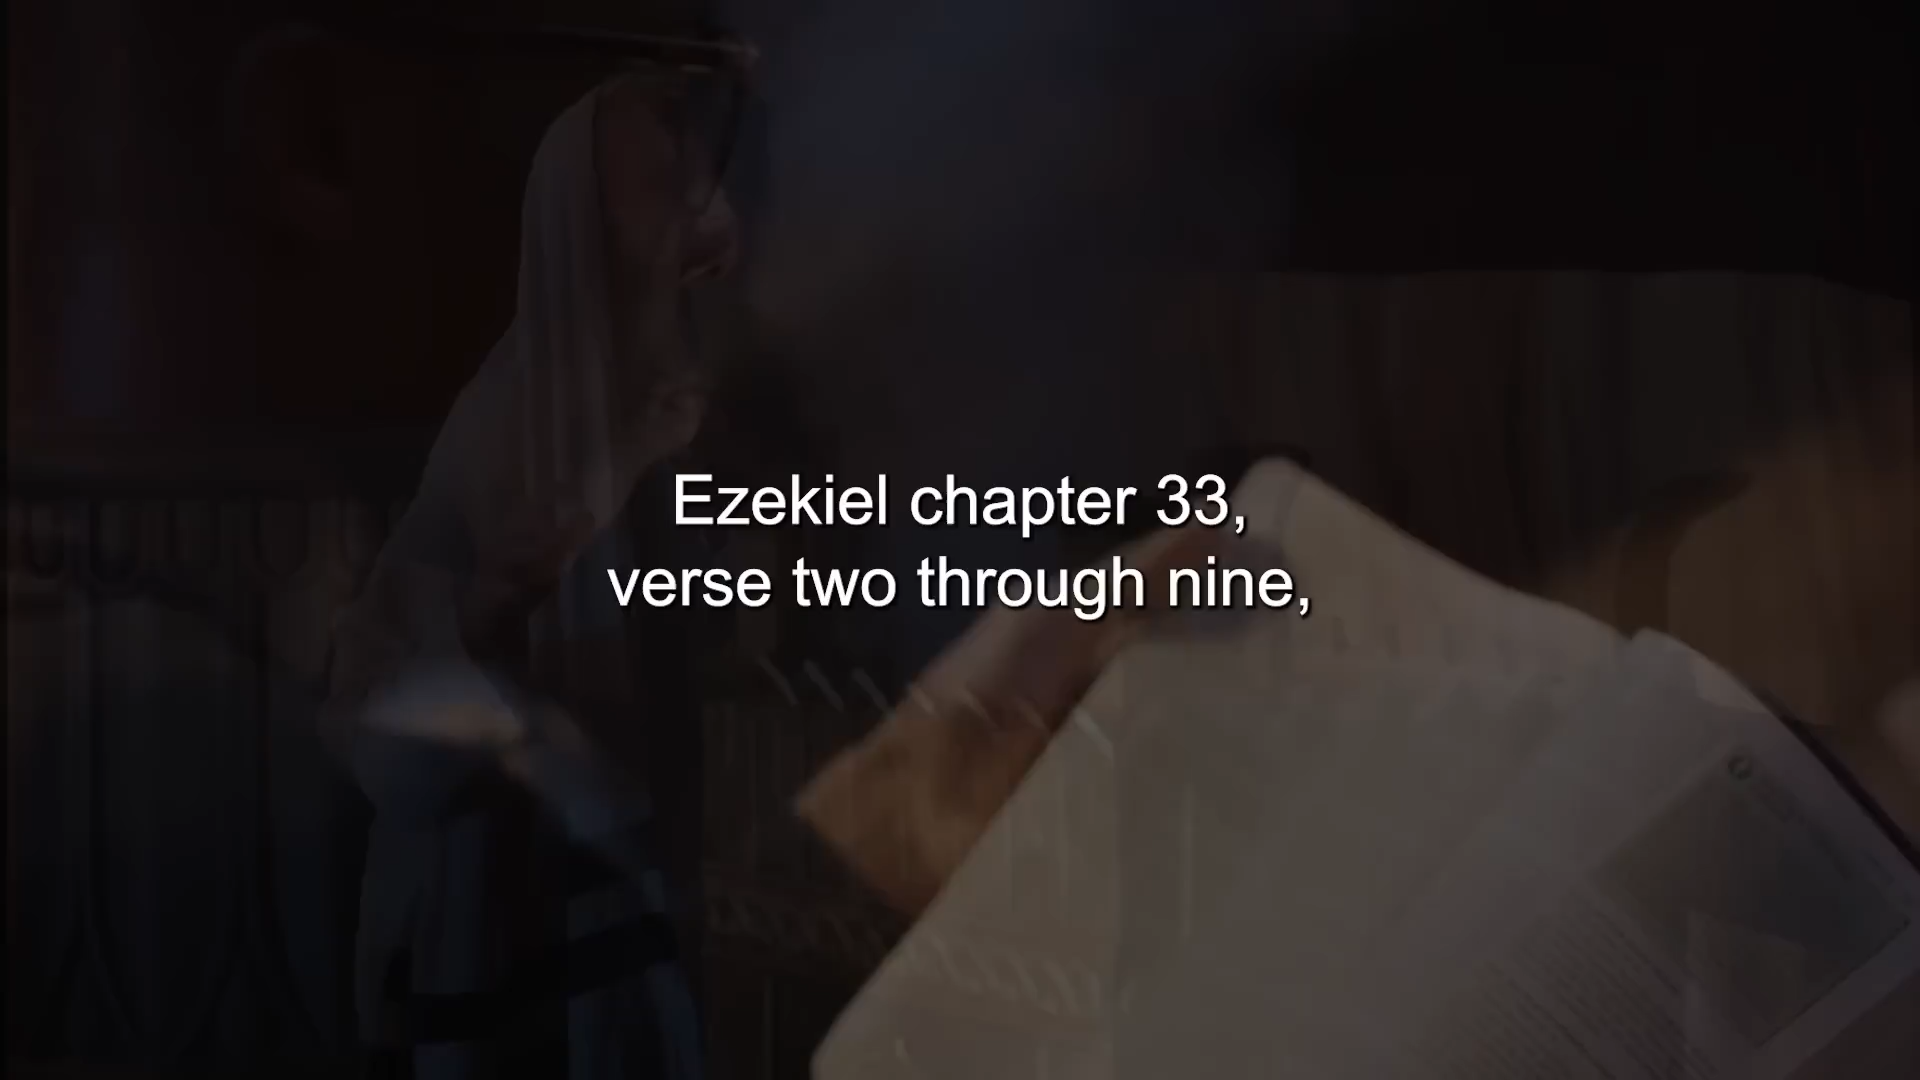 Ezekiel chapter 33,
verse two through nine,